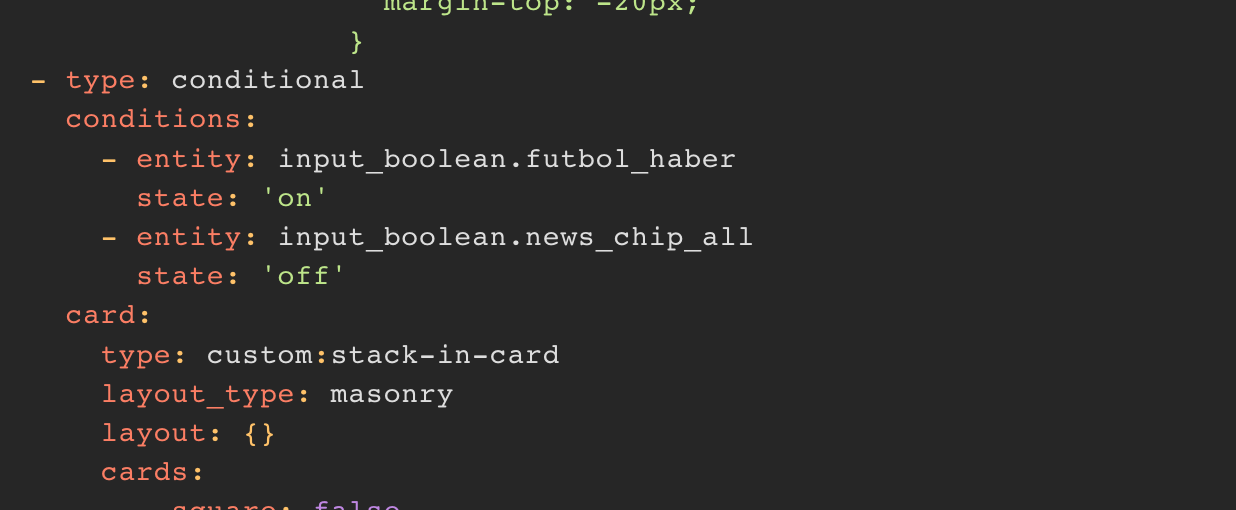 margin-top: -20px;
}
- type: conditional
conditions:
- entity: input_boolean.futbol_haber
state: 'on'
- entity: input_boolean.news_chip_all
state: 'off'
card:
type: custom:stack-in-card
layout_type: masonry
layout: {}
cards:
square: false